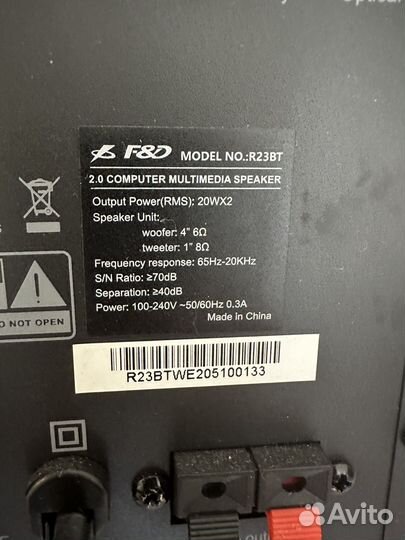 Optical
F&D MODEL NO.:R23BT
2.0 COMPUTER MULTIMEDIA SPEAKER
Output Power(RMS): 20WX2
Speaker Unit:
woofer: 4" 6Ω
tweeter: 1" 8Ω
Frequency response: 65Hz-20KHz
S/N Ratio: ≥70dB
Separation: ≥40dB
Power: 100-240V ~50/60Hz 0.3A
Made in China
O NOT OPEN
R23BTWE205100133
Avito